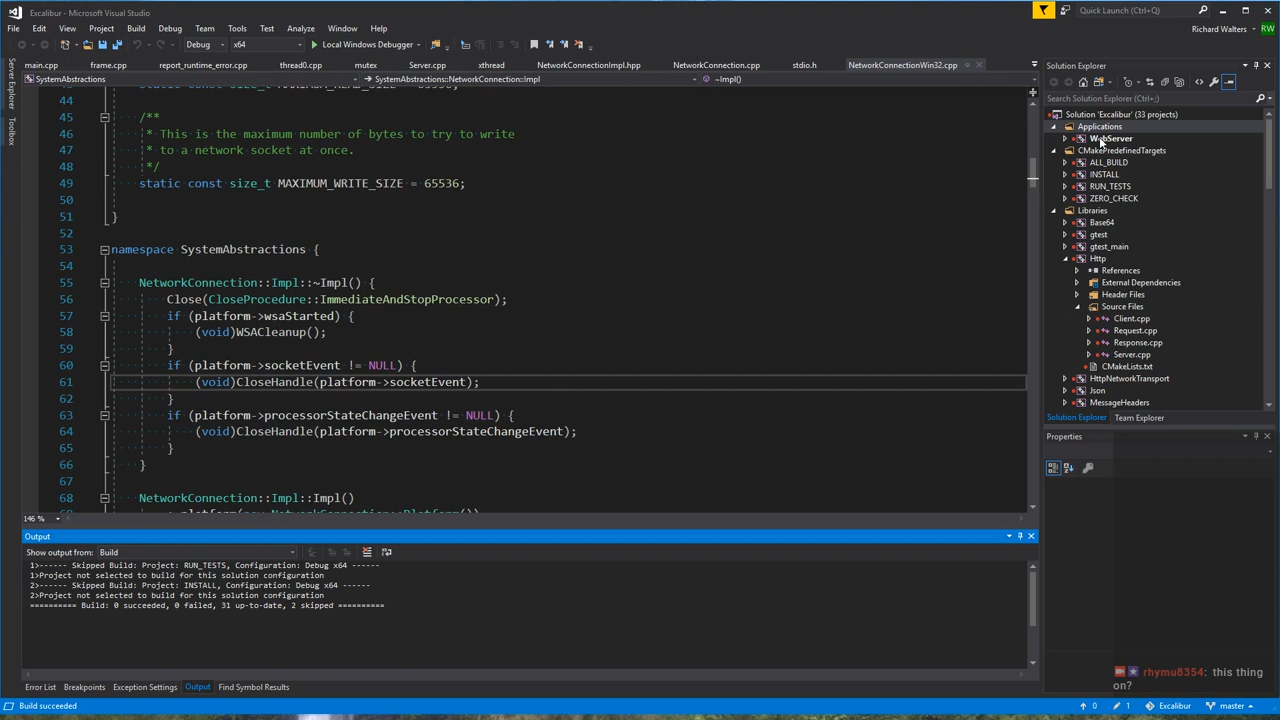 Excalibur - Microsoft Visual Studio
Quick Launch (Ctrl+Q)
File Edit View Project Build Debug Team Tools Test Analyze Window Help
Richard Walters RW
Debug x64 Local Windows Debugger
main.cpp frame.cpp report_runtime_error.cpp thread0.cpp mutex Server.cpp xthread NetworkConnectionImpl.hpp NetworkConnection.cpp stdio.h NetworkConnectionWin32.cpp
SystemAbstractions SystemAbstractions::NetworkConnection::Impl ~Impl()
Server Explorer
Toolbox
44
45 /**
46 * This is the maximum number of bytes to try to write
47 * to a network socket at once.
48 */
49 static const size_t MAXIMUM_WRITE_SIZE = 65536;
50
51 }
52
53 namespace SystemAbstractions {
54
55 NetworkConnection::Impl::~Impl() {
56 Close(CloseProcedure::ImmediateAndStopProcessor);
57 if (platform->wsaStarted) {
58 (void)WSACleanup();
59 }
60 if (platform->socketEvent != NULL) {
61 (void)CloseHandle(platform->socketEvent);
62 }
63 if (platform->processorStateChangeEvent != NULL) {
64 (void)CloseHandle(platform->processorStateChangeEvent);
65 }
66 }
67
68 NetworkConnection::Impl::Impl()
146 %
Solution Explorer
Search Solution Explorer (Ctrl+;)
Solution 'Excalibur' (33 projects)
Applications
WebServer
CMakePredefinedTargets
ALL_BUILD
INSTALL
RUN_TESTS
ZERO_CHECK
Libraries
Base64
gtest
gtest_main
Http
References
External Dependencies
Header Files
Source Files
Client.cpp
Request.cpp
Response.cpp
Server.cpp
CMakeLists.txt
HttpNetworkTransport
Json
MessageHeaders
Solution Explorer Team Explorer
Properties
Output
Show output from: Build
1>------ Skipped Build: Project: RUN_TESTS, Configuration: Debug x64 ------
1>Project not selected to build for this solution configuration
2>------ Skipped Build: Project: INSTALL, Configuration: Debug x64 ------
2>Project not selected to build for this solution configuration
========== Build: 0 succeeded, 0 failed, 31 up-to-date, 2 skipped ==========
rhymu8354: this thing
on?
Error List Breakpoints Exception Settings Output Find Symbol Results
Build succeeded
0 1 Excalibur master